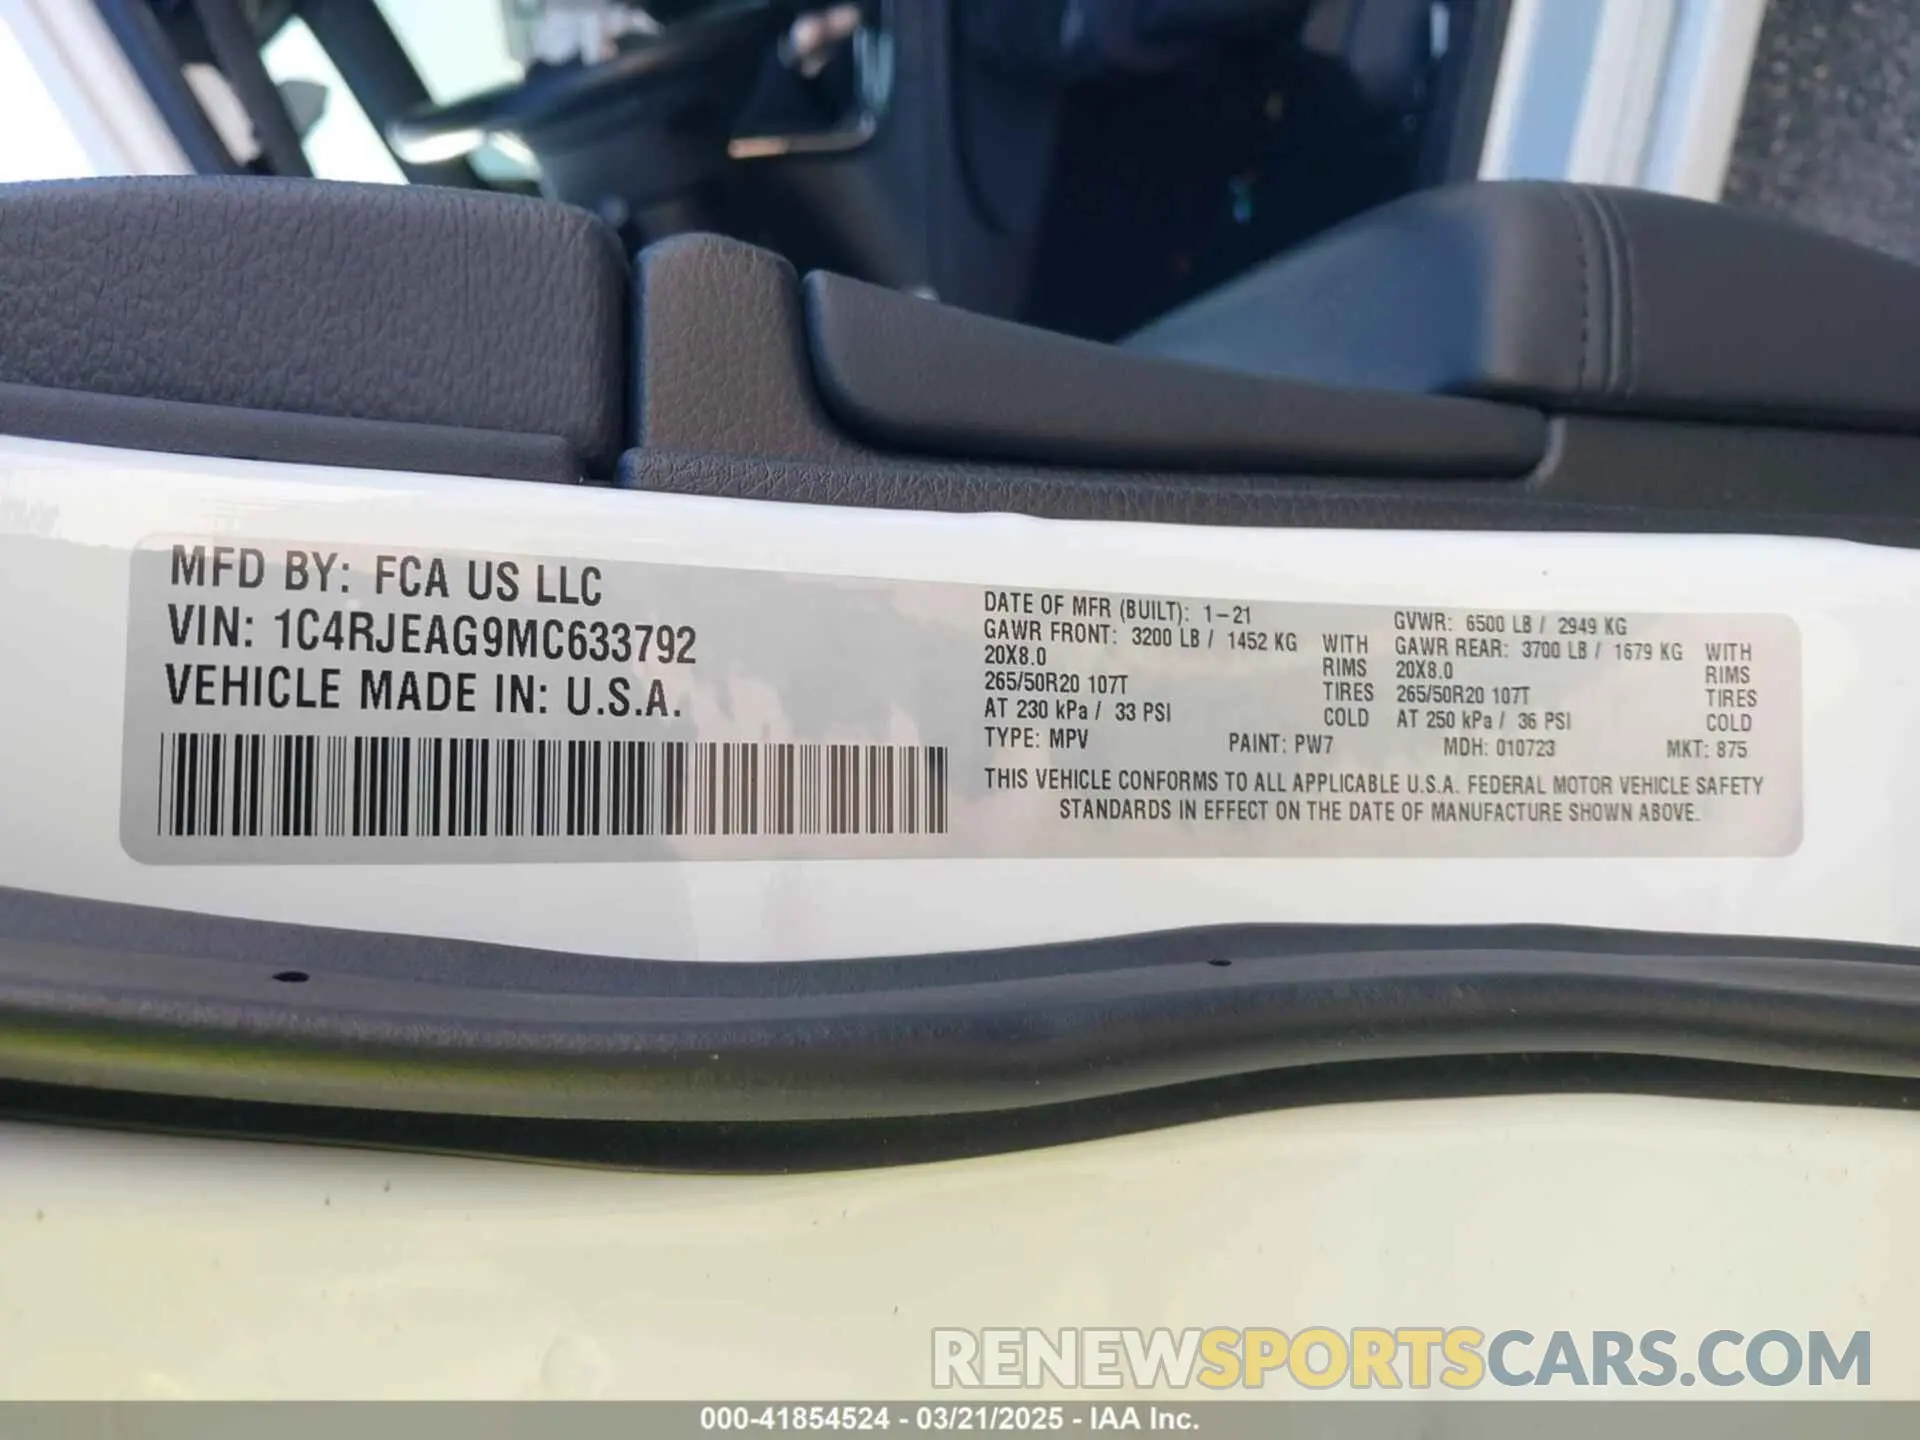 MFD BY: FCA US LLC
VIN: 1C4RJEAG9MC633792
VEHICLE MADE IN: U.S.A.
DATE OF MFR (BUILT): 1-21 GVWR: 6500 LB / 2949 KG
GAWR FRONT: 3200 LB / 1452 KG WITH GAWR REAR: 3700 LB / 1679 KG WITH
20X8.0 RIMS 20X8.0 RIMS
265/50R20 107T TIRES 265/50R20 107T TIRES
AT 230 kPa / 33 PSI COLD AT 250 kPa / 36 PSI COLD
TYPE: MPV PAINT: PW7 MDH: 010723 MKT: 875
THIS VEHICLE CONFORMS TO ALL APPLICABLE U.S.A. FEDERAL MOTOR VEHICLE SAFETY
STANDARDS IN EFFECT ON THE DATE OF MANUFACTURE SHOWN ABOVE.
RENEWSPORTSCARS.COM
000-41854524 - 03/21/2025 - IAA Inc.